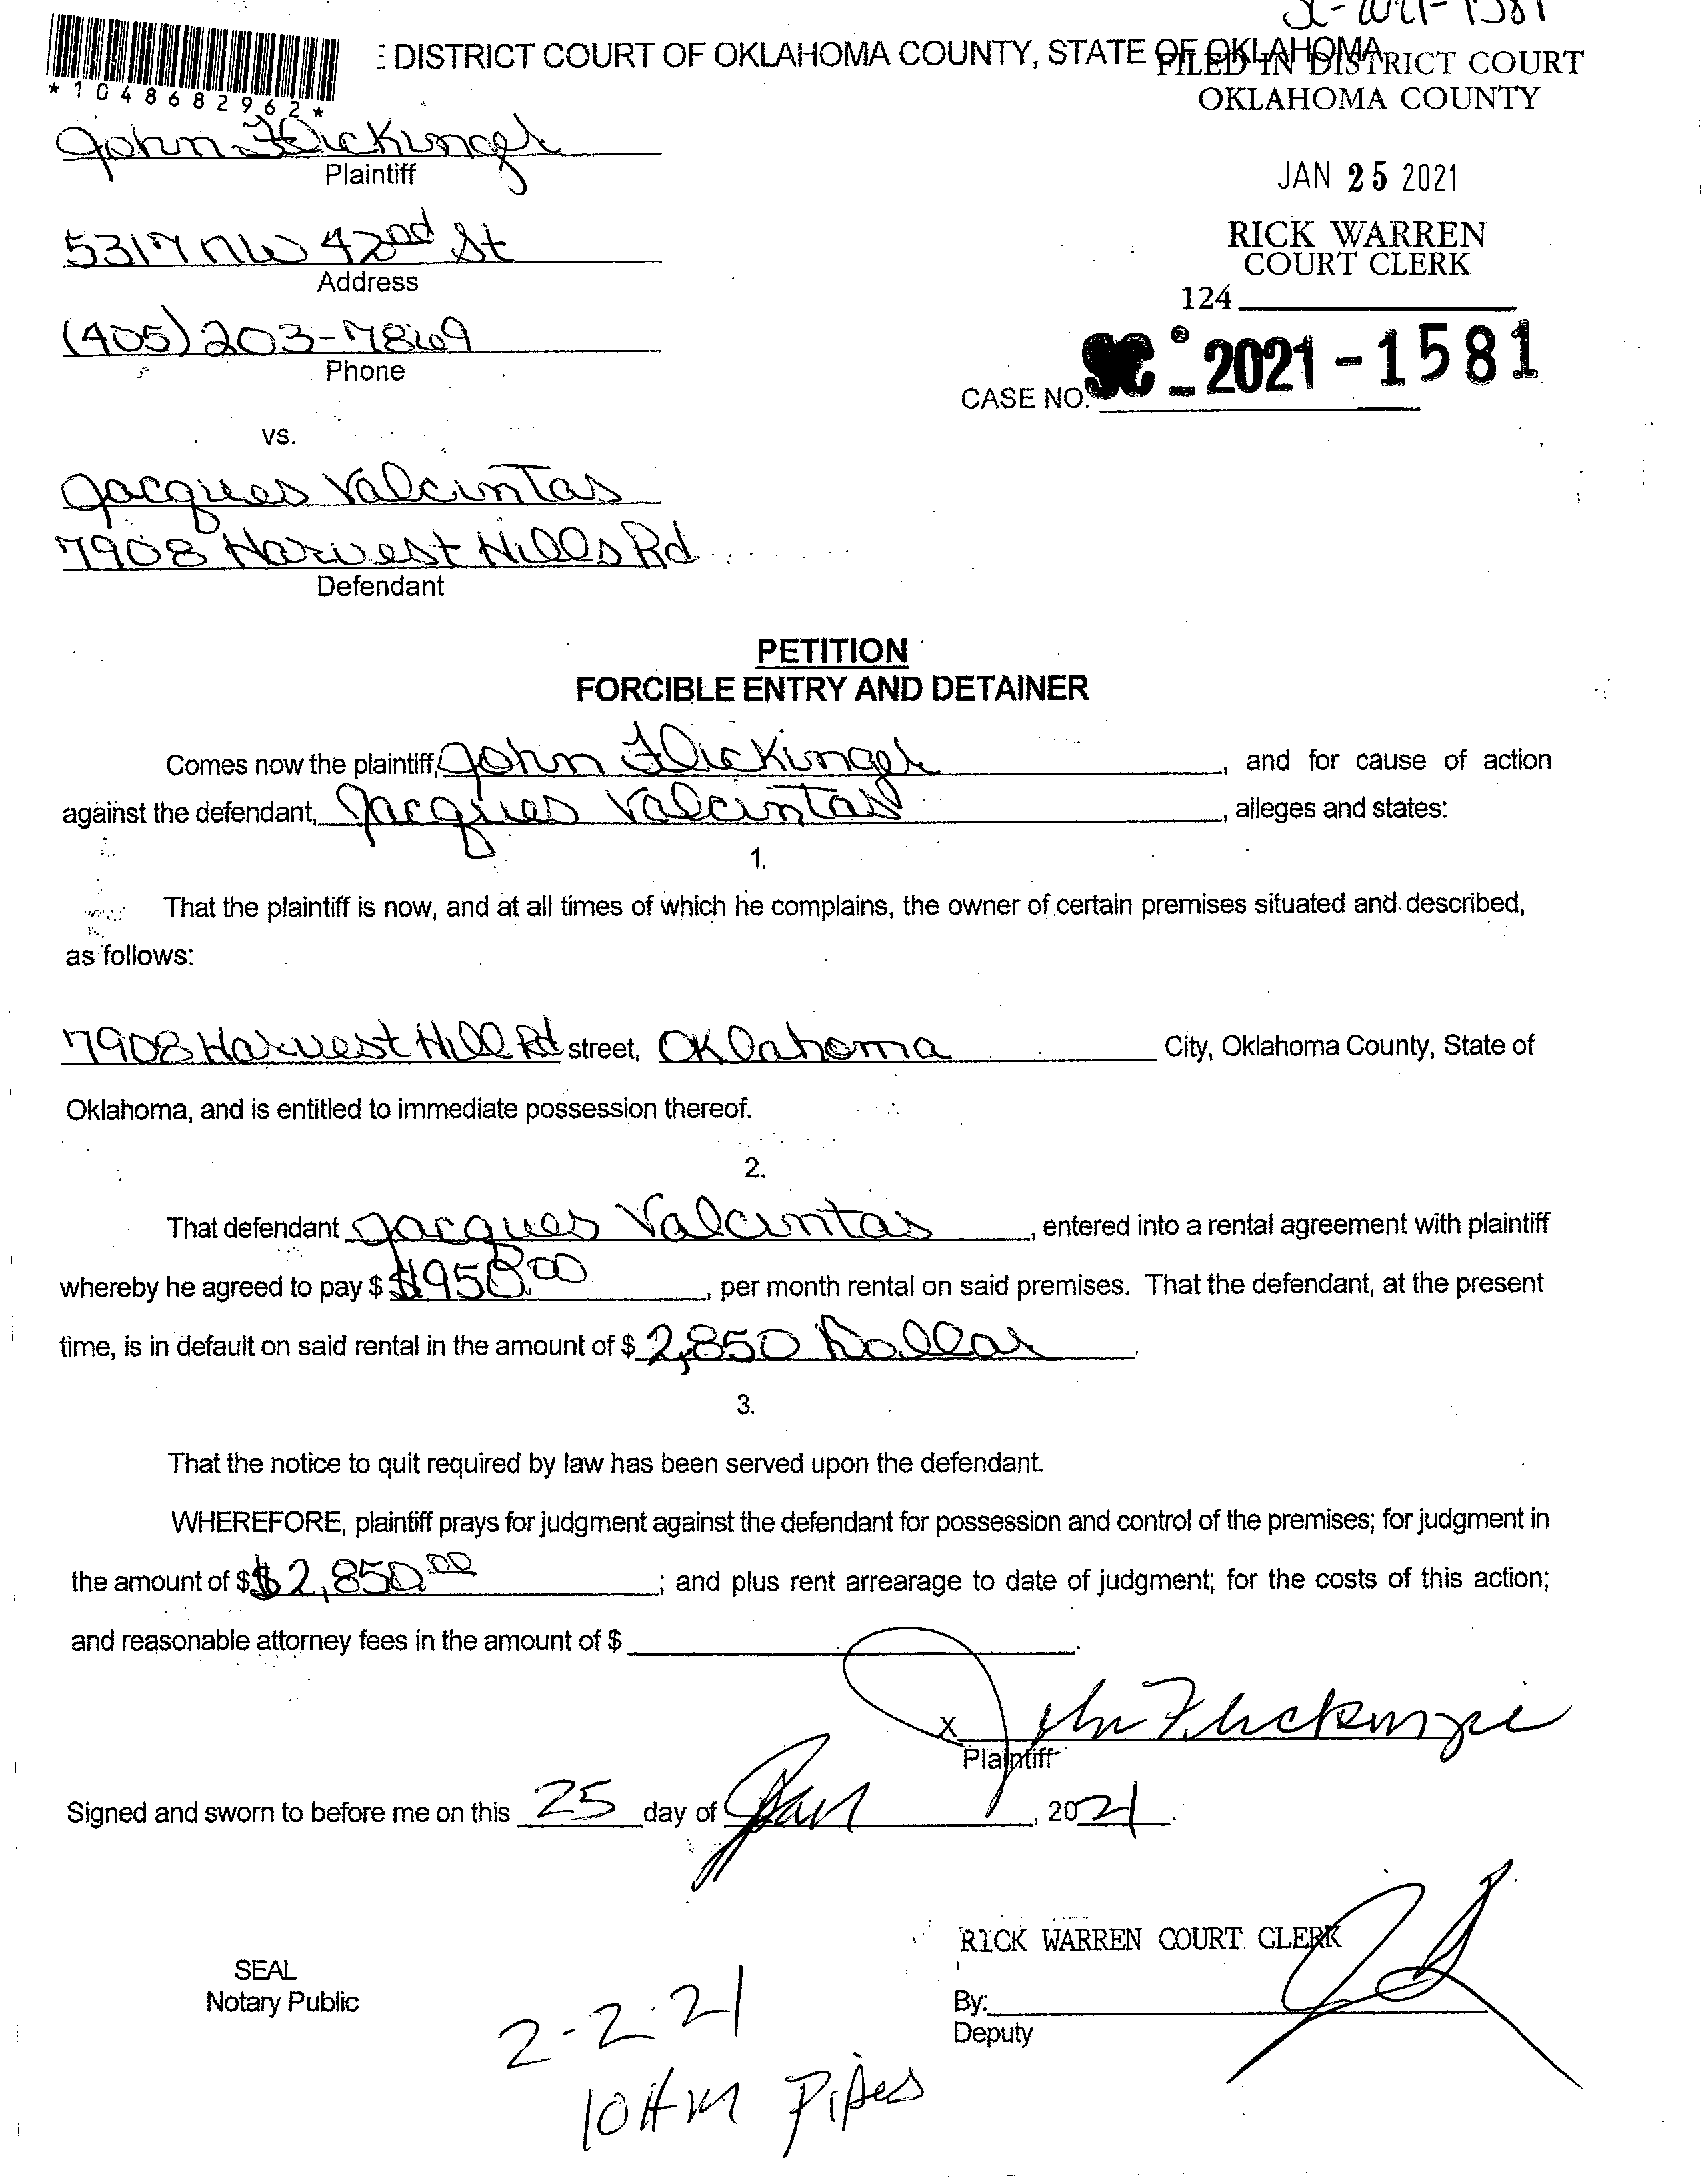 SC-2021-1581
*1048682962*
E DISTRICT COURT OF OKLAHOMA COUNTY, STATE OF OKLAHOMA
FILED IN DISTRICT COURT
OKLAHOMA COUNTY
John Flickinger
Plaintiff
JAN 25 2021
5317 NW 42nd St
Address
RICK WARREN
COURT CLERK
124
(405) 203-7869
Phone
CASE NO. SC-2021-1581
vs.
Jacques Valcintas
7908 Harvest Hills Rd
Defendant
PETITION
FORCIBLE ENTRY AND DETAINER
Comes now the plaintiff, John Flickinger, and for cause of action
against the defendant, Jacques Valcintas, alleges and states:
1.
That the plaintiff is now, and at all times of which he complains, the owner of certain premises situated and described,
as follows:
7908 Harvest Hill Rd street, Oklahoma City, Oklahoma County, State of
Oklahoma, and is entitled to immediate possession thereof.
2.
That defendant Jacques Valcintas, entered into a rental agreement with plaintiff
whereby he agreed to pay $ $950.00, per month rental on said premises. That the defendant, at the present
time, is in default on said rental in the amount of $ 2,850 Dollar.
3.
That the notice to quit required by law has been served upon the defendant.
WHEREFORE, plaintiff prays for judgment against the defendant for possession and control of the premises; for judgment in
the amount of $ $2,850.00; and plus rent arrearage to date of judgment; for the costs of this action;
and reasonable attorney fees in the amount of $.
X John Flickinger
Plaintiff
Signed and sworn to before me on this 25 day of Jan, 2021.
RICK WARREN COURT CLERK
SEAL
Notary Public
By:
Deputy
2-2-21
10AM Pipes